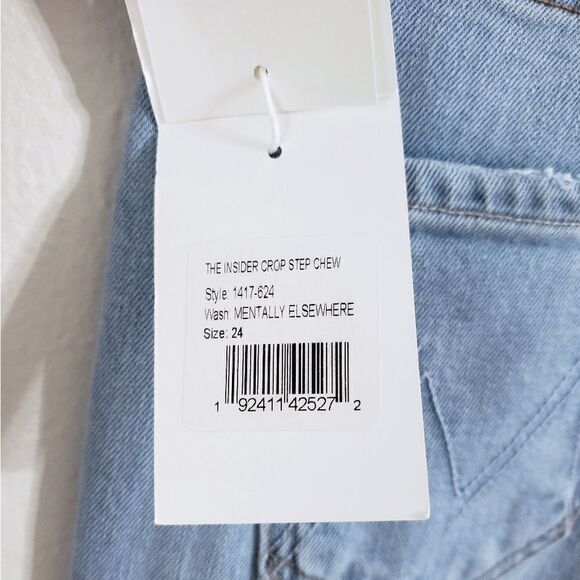 THE INSIDER CROP STEP CHEW
Style: 1417-624
Wash: MENTALLY ELSEWHERE
Size: 24
1 92411 42527 2